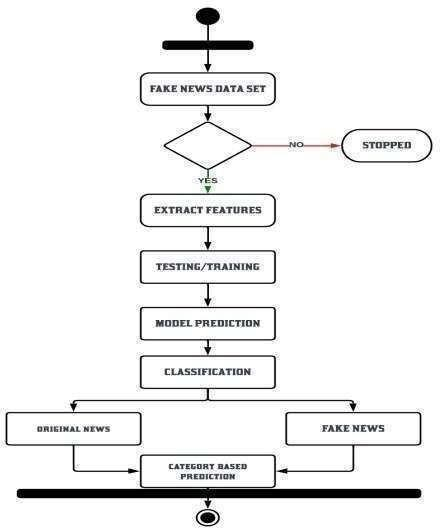 FAKE NEWS DATA SET
NO
STOPPED
YES
EXTRACT FEATURES
TESTING/TRAINING
MODEL PREDICTION
CLASSIFICATION
ORIGINAL NEWS
FAKE NEWS
CATEGORY BASED
PREDICTION